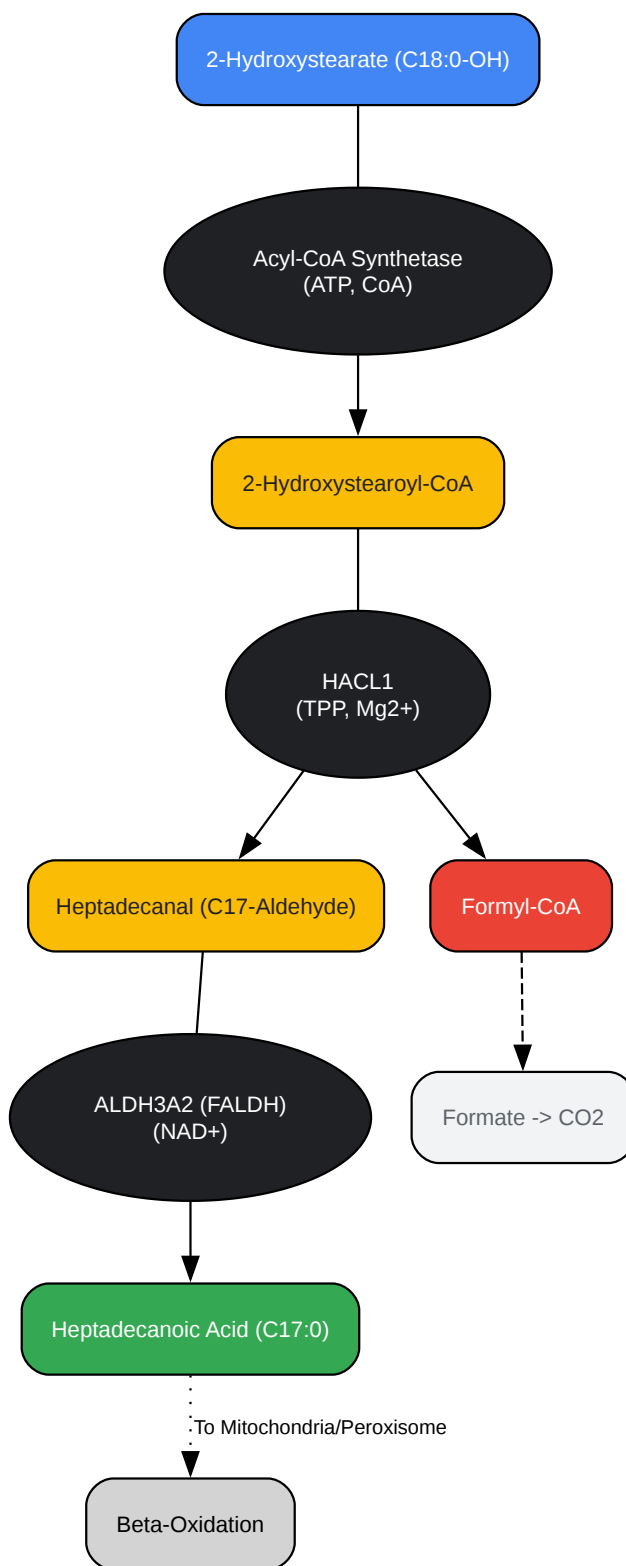 2-Hydroxystearate (C18:0-OH)
Acyl-CoA Synthetase
(ATP, CoA)
2-Hydroxystearoyl-CoA
HACL1
(TPP, Mg2+)
Heptadecanal (C17-Aldehyde)
Formyl-CoA
ALDH3A2 (FALDH)
(NAD+)
Formate -> CO2
Heptadecanoic Acid (C17:0)
To Mitochondria/Peroxisome
Beta-Oxidation